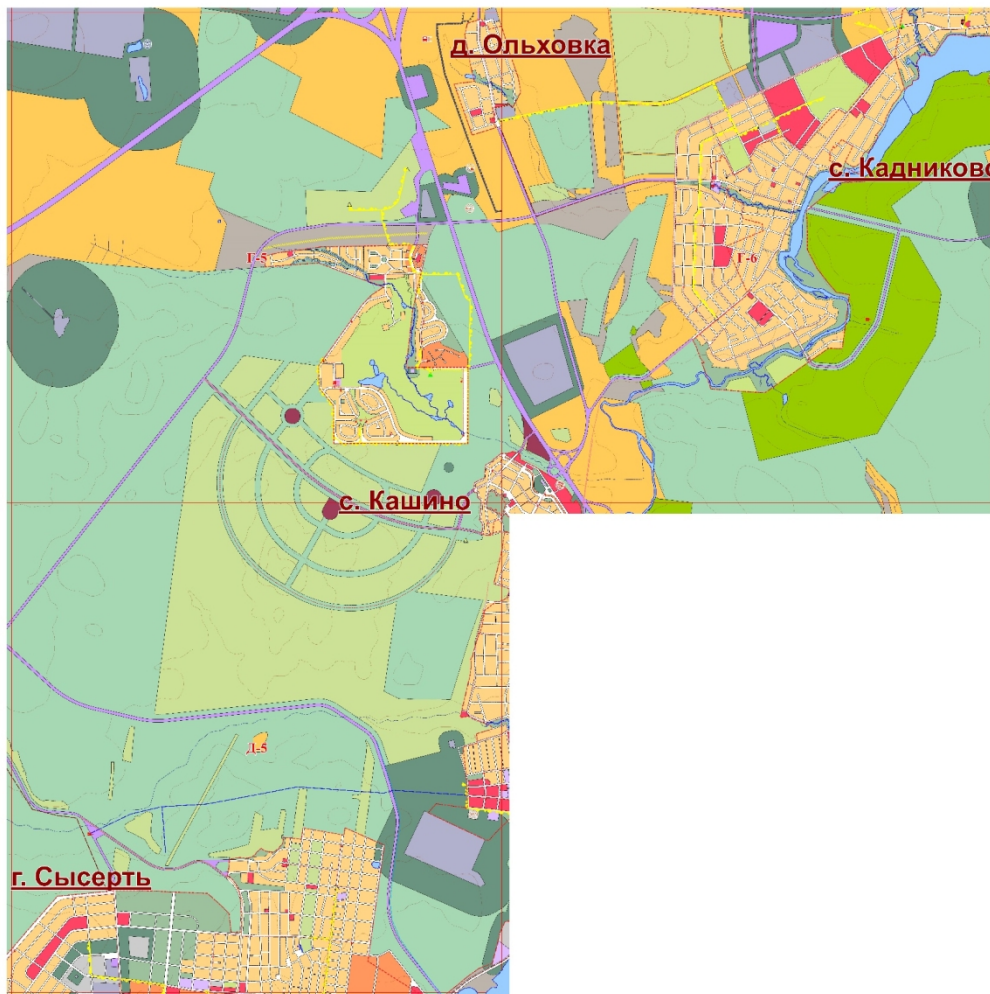 д. Ольховка
с. Кадниково
Г-5
Г-6
с. Кашино
Д-5
г. Сысерть